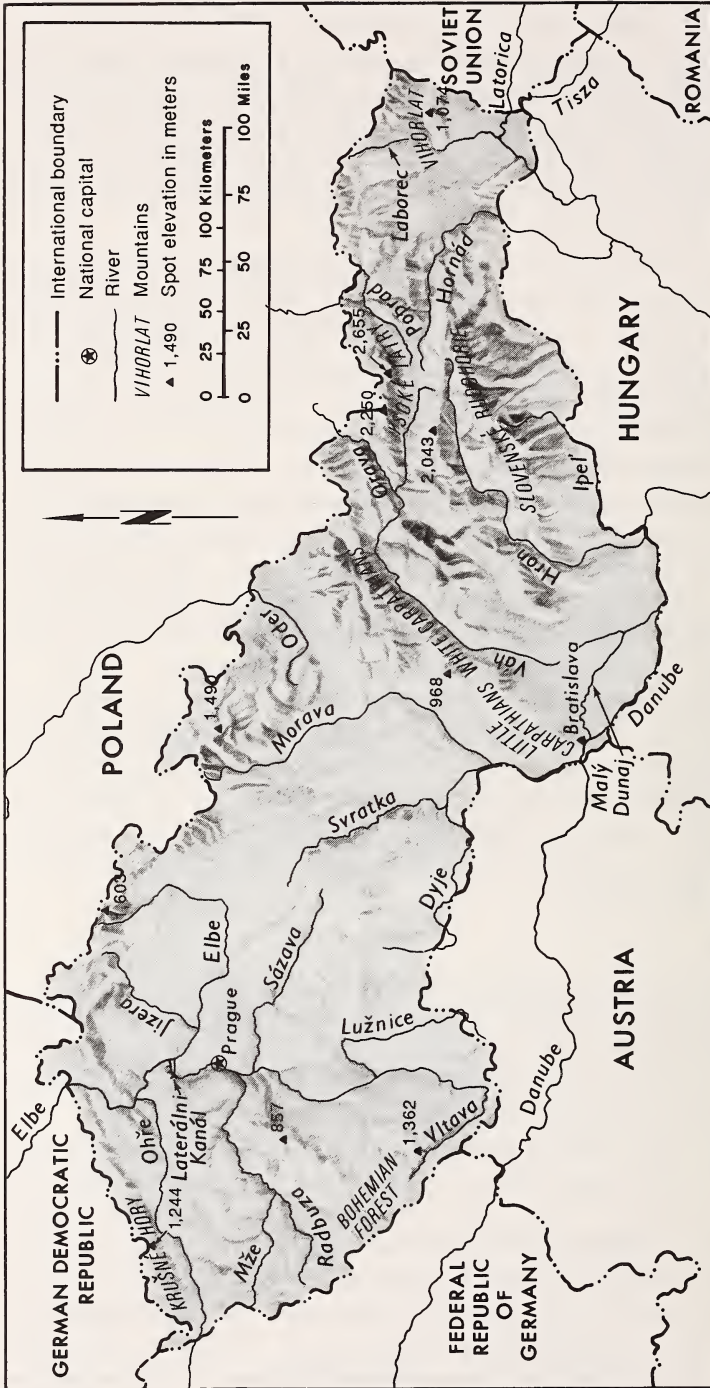 International boundary
National capital
River
VIHORLAT Mountains
▲ 1,490 Spot elevation in meters
0 25 50 75 100 Kilometers
0 25 50 75 100 Miles
N
GERMAN DEMOCRATIC
REPUBLIC
POLAND
SOVIET
UNION
ROMANIA
HUNGARY
AUSTRIA
FEDERAL
REPUBLIC
OF
GERMANY
Elbe
KRUŠNÉ HORY
1,244
Ohře
Laterálni
Kanál
Jizera
603
Elbe
Prague
Mže
Radbuza
857
Sázava
BOHEMIAN
FOREST
1,362
Vltava
Lužnice
Danube
Svratka
Dyje
Morava
1,490
Oder
LITTLE
CARPATHIANS
WHITE CARPATHIANS
968
Váh
Bratislava
Malý
Dunaj
Danube
Orava
2,250
2,655
VYSOKE TATRY
2,043
Poprad
Hornád
SLOVENSKÉ RUDOHORIE
Hron
Ipeľ
Laborec
VIHORLAT
1,074
Latorica
Tisza